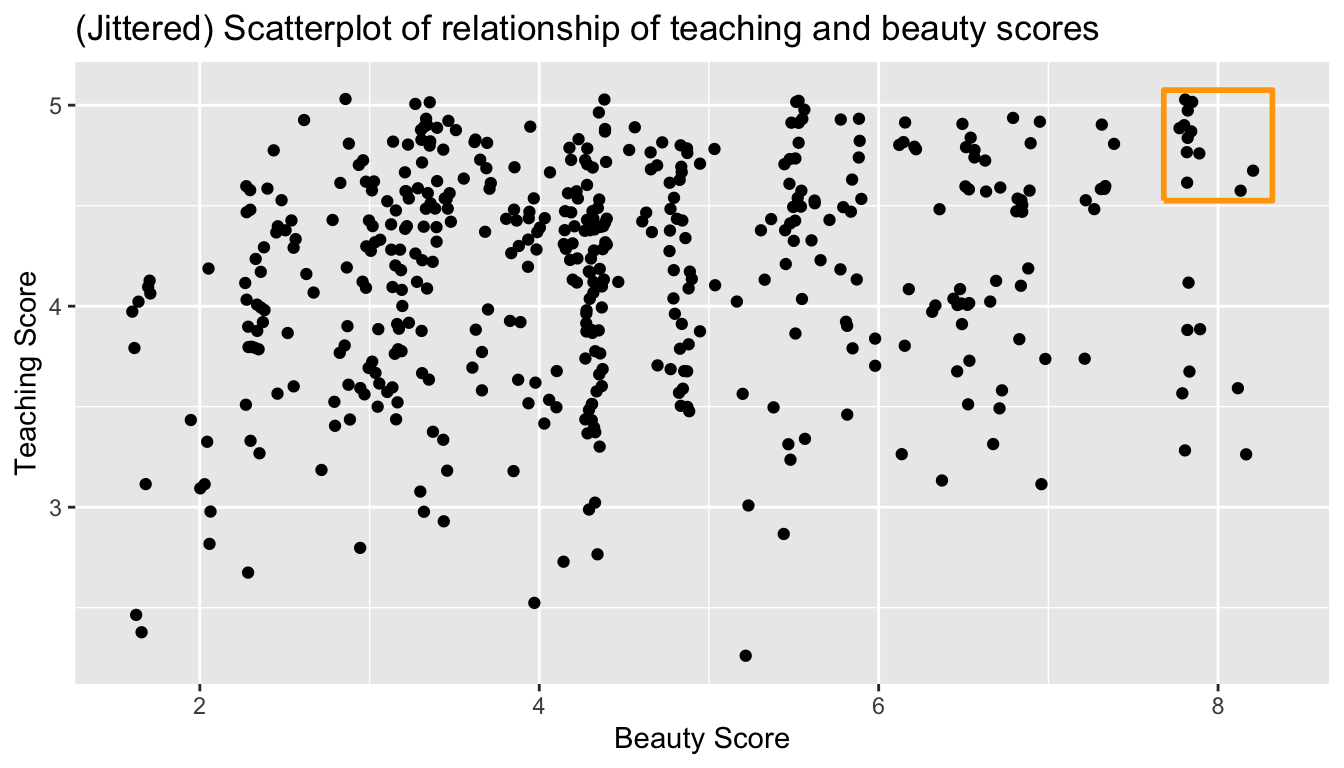 (Jittered) Scatterplot of relationship of teaching and beauty scores
Teaching Score
5
4
3
2
4
6
8
Beauty Score